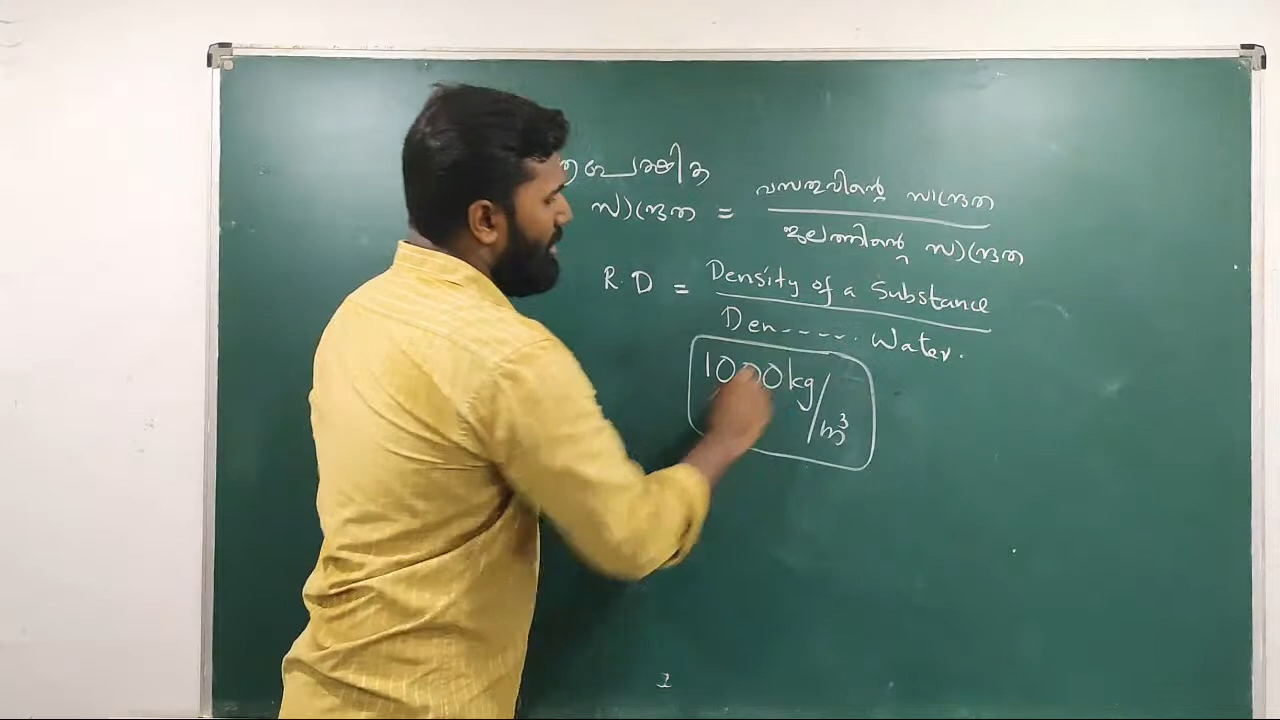 ആപേക്ഷിക
സാന്ദ്രത = വസ്തുവിന്റെ സാന്ദ്രത
ജലത്തിന്റെ സാന്ദ്രത
R.D = Density of a Substance
Den----- Water.
1000kg/m³